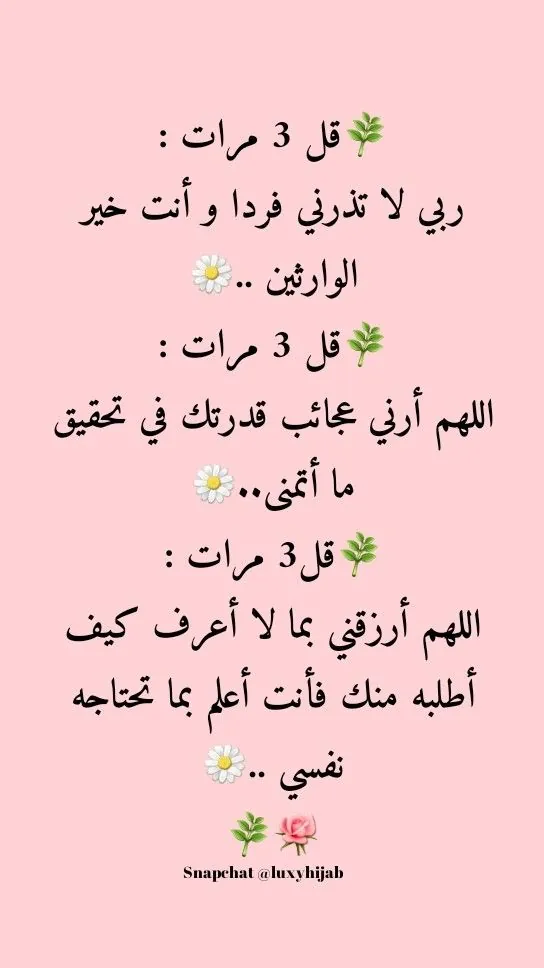 🌿قل 3 مرات :
ربي لا تذرني فردا و أنت خير
الوارثين ..🌼
🌿قل 3 مرات :
اللهم أرني عجائب قدرتك في تحقيق
ما أتمنى..🌼
🌿قل3 مرات :
اللهم أرزقني بما لا أعرف كيف
أطلبه منك فأنت أعلم بما تحتاجه
نفسي ..🌼
🌹🌿
Snapchat @luxyhijab